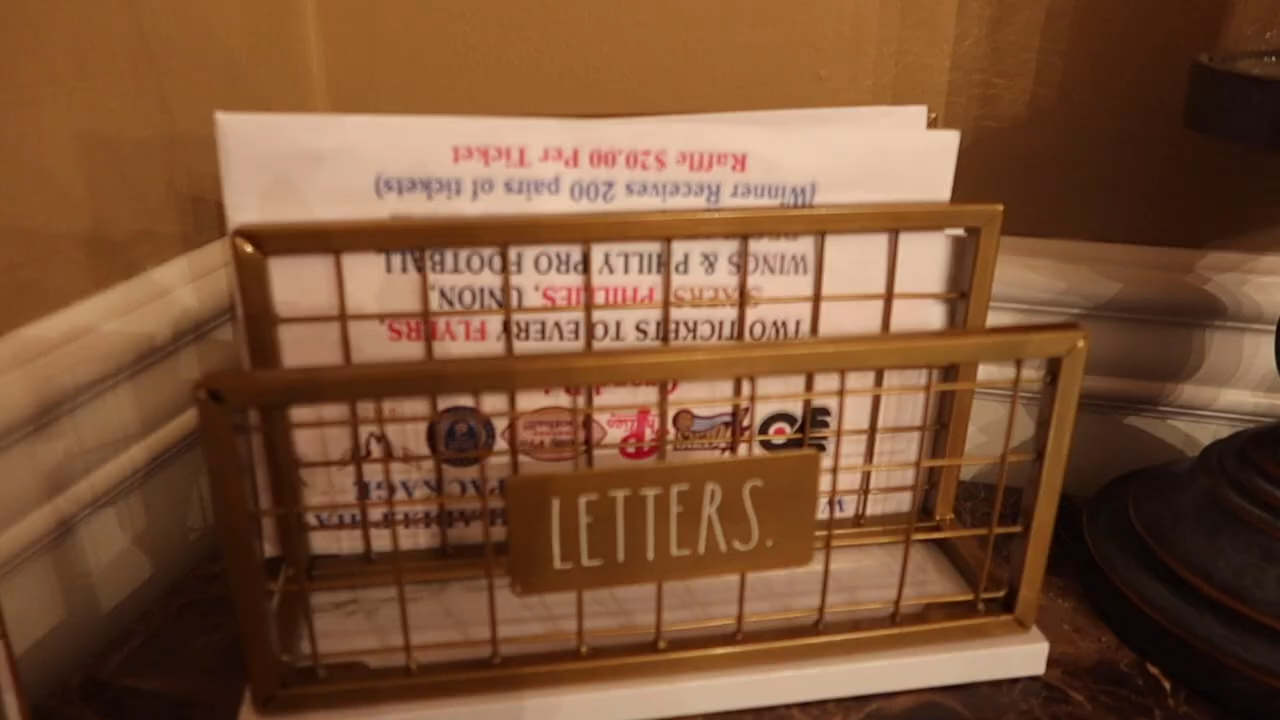 Raffle $20.00 Per Ticket
(Winner Receives 200 pairs of tickets)
WINGS & PHILLY PRO FOOTBALL
SIXERS, PHILLIES, UNION,
TWO TICKETS TO EVERY FLYERS,
PACKAGE
LETTERS.